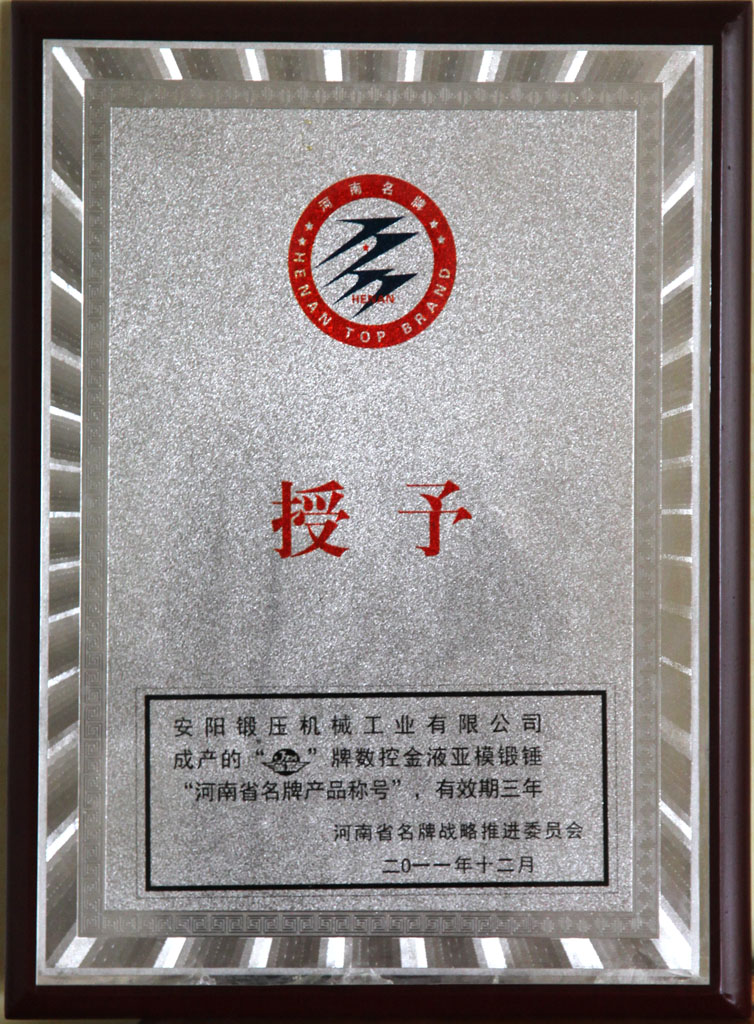 河南名牌
HENAN TOP BRAND
HENAN
授予
安阳锻压机械工业有限公司
成产的“ ”牌数控金液亚模锻锤
“河南省名牌产品称号”，有效期三年
河南省名牌战略推进委员会
二0一一年十二月